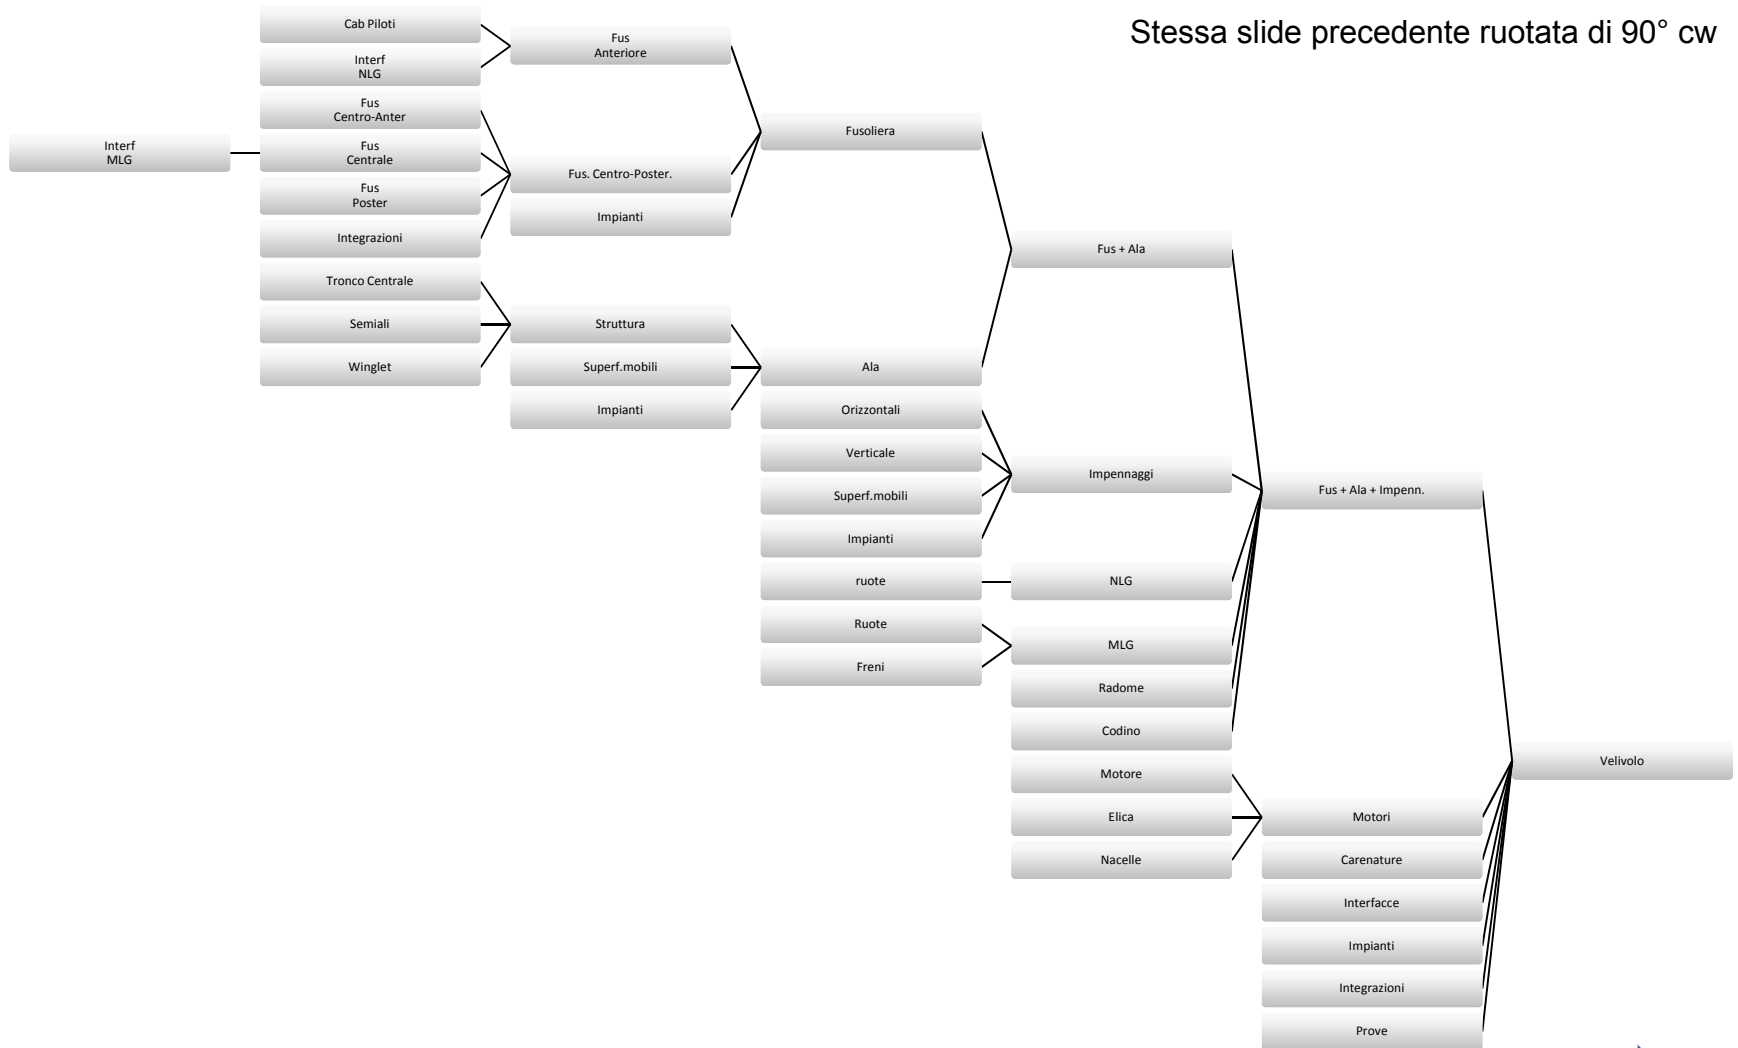 Stessa slide precedente ruotata di 90° cw
Cab Piloti
Interf
NLG
Fus
Anteriore
Fus
Centro-Anter
Interf
MLG
Fus
Centrale
Fus
Poster
Integrazioni
Fus. Centro-Poster.
Impianti
Fusoliera
Tronco Centrale
Semiali
Winglet
Struttura
Superf.mobili
Impianti
Ala
Fus + Ala
Orizzontali
Verticale
Superf.mobili
Impianti
Impennaggi
ruote
NLG
Ruote
Freni
MLG
Radome
Codino
Fus + Ala + Impenn.
Motore
Elica
Nacelle
Motori
Carenature
Interfacce
Impianti
Integrazioni
Prove
Velivolo